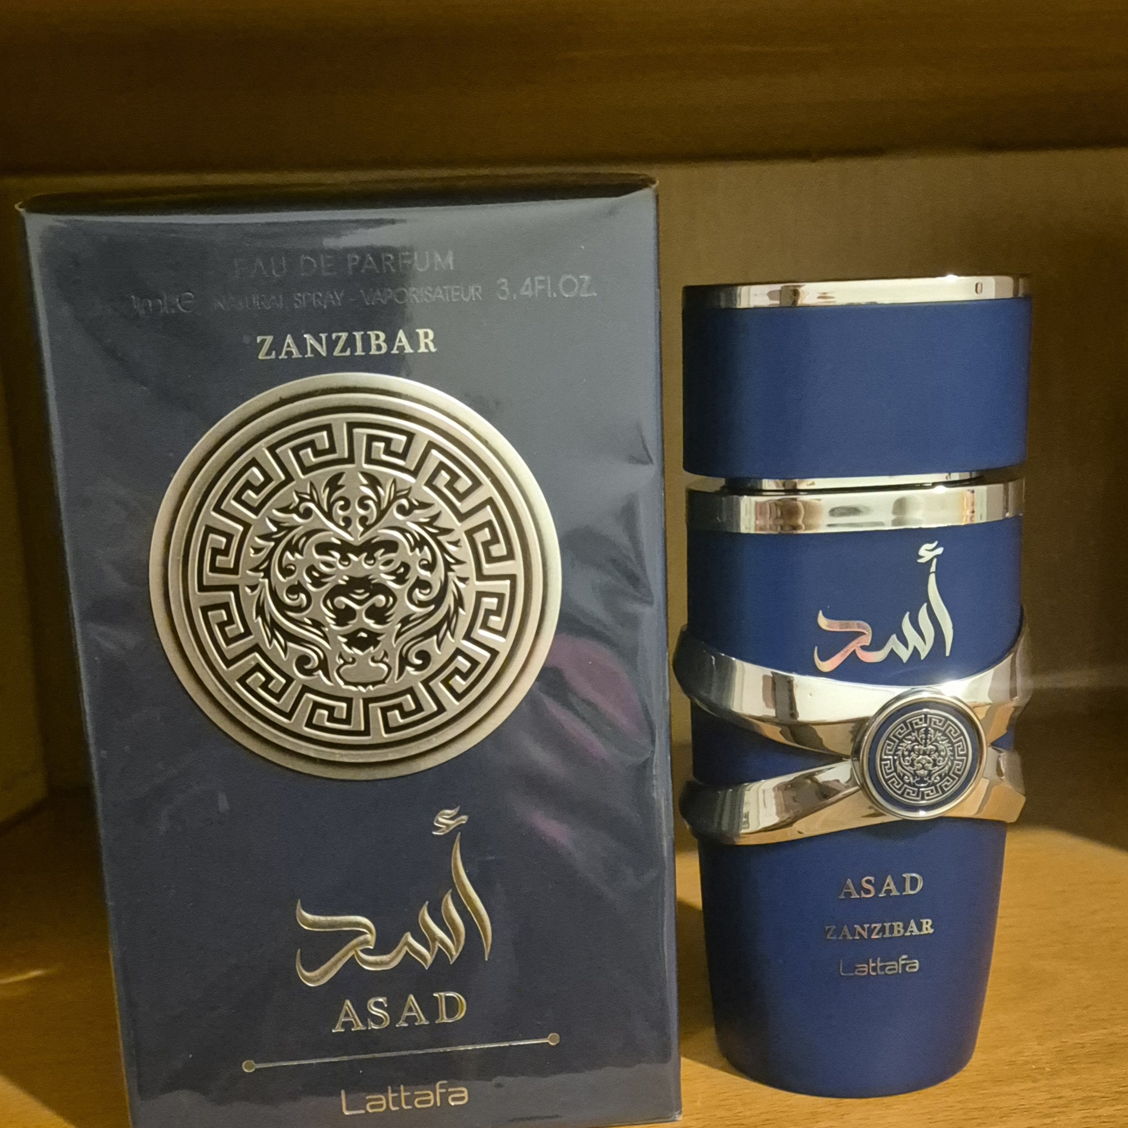 EAU DE PARFUM
NATURAL SPRAY - VAPORISATEUR 3.4Fl.OZ.
ZANZIBAR
أسد
ASAD
Lattafa
أسد
ASAD
ZANZIBAR
Lattafa